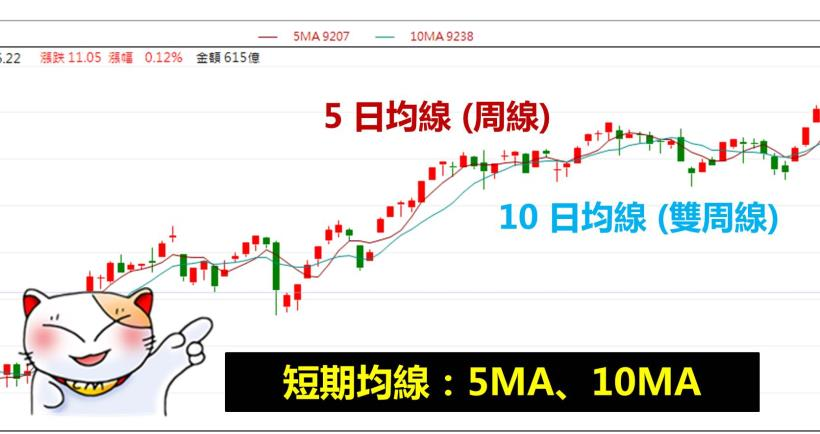 5MA 9207 10MA 9238
5.22 漲跌 11.05 漲幅 0.12% 金額 615億
5 日均線 (周線)
10 日均線 (雙周線)
短期均線：5MA、10MA